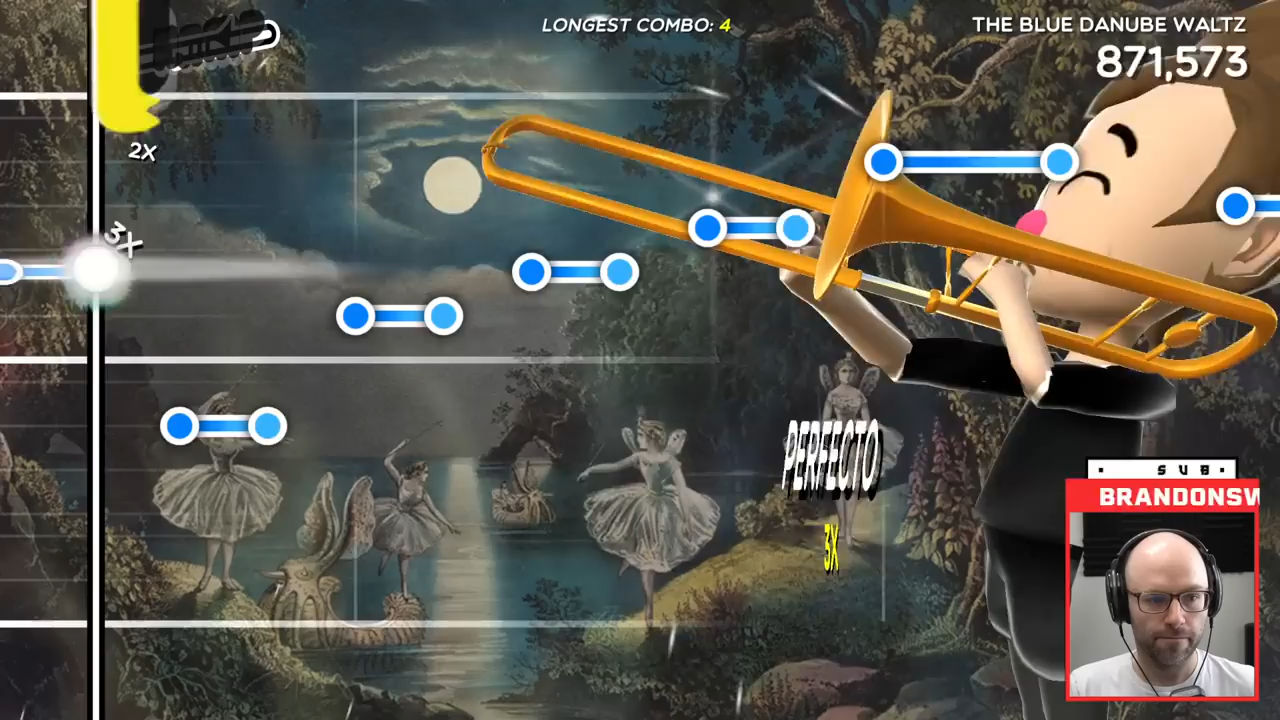 LONGEST COMBO: 4
THE BLUE DANUBE WALTZ
871,573
2X
3X
PERFECTO
3X
SUB
BRANDONSW